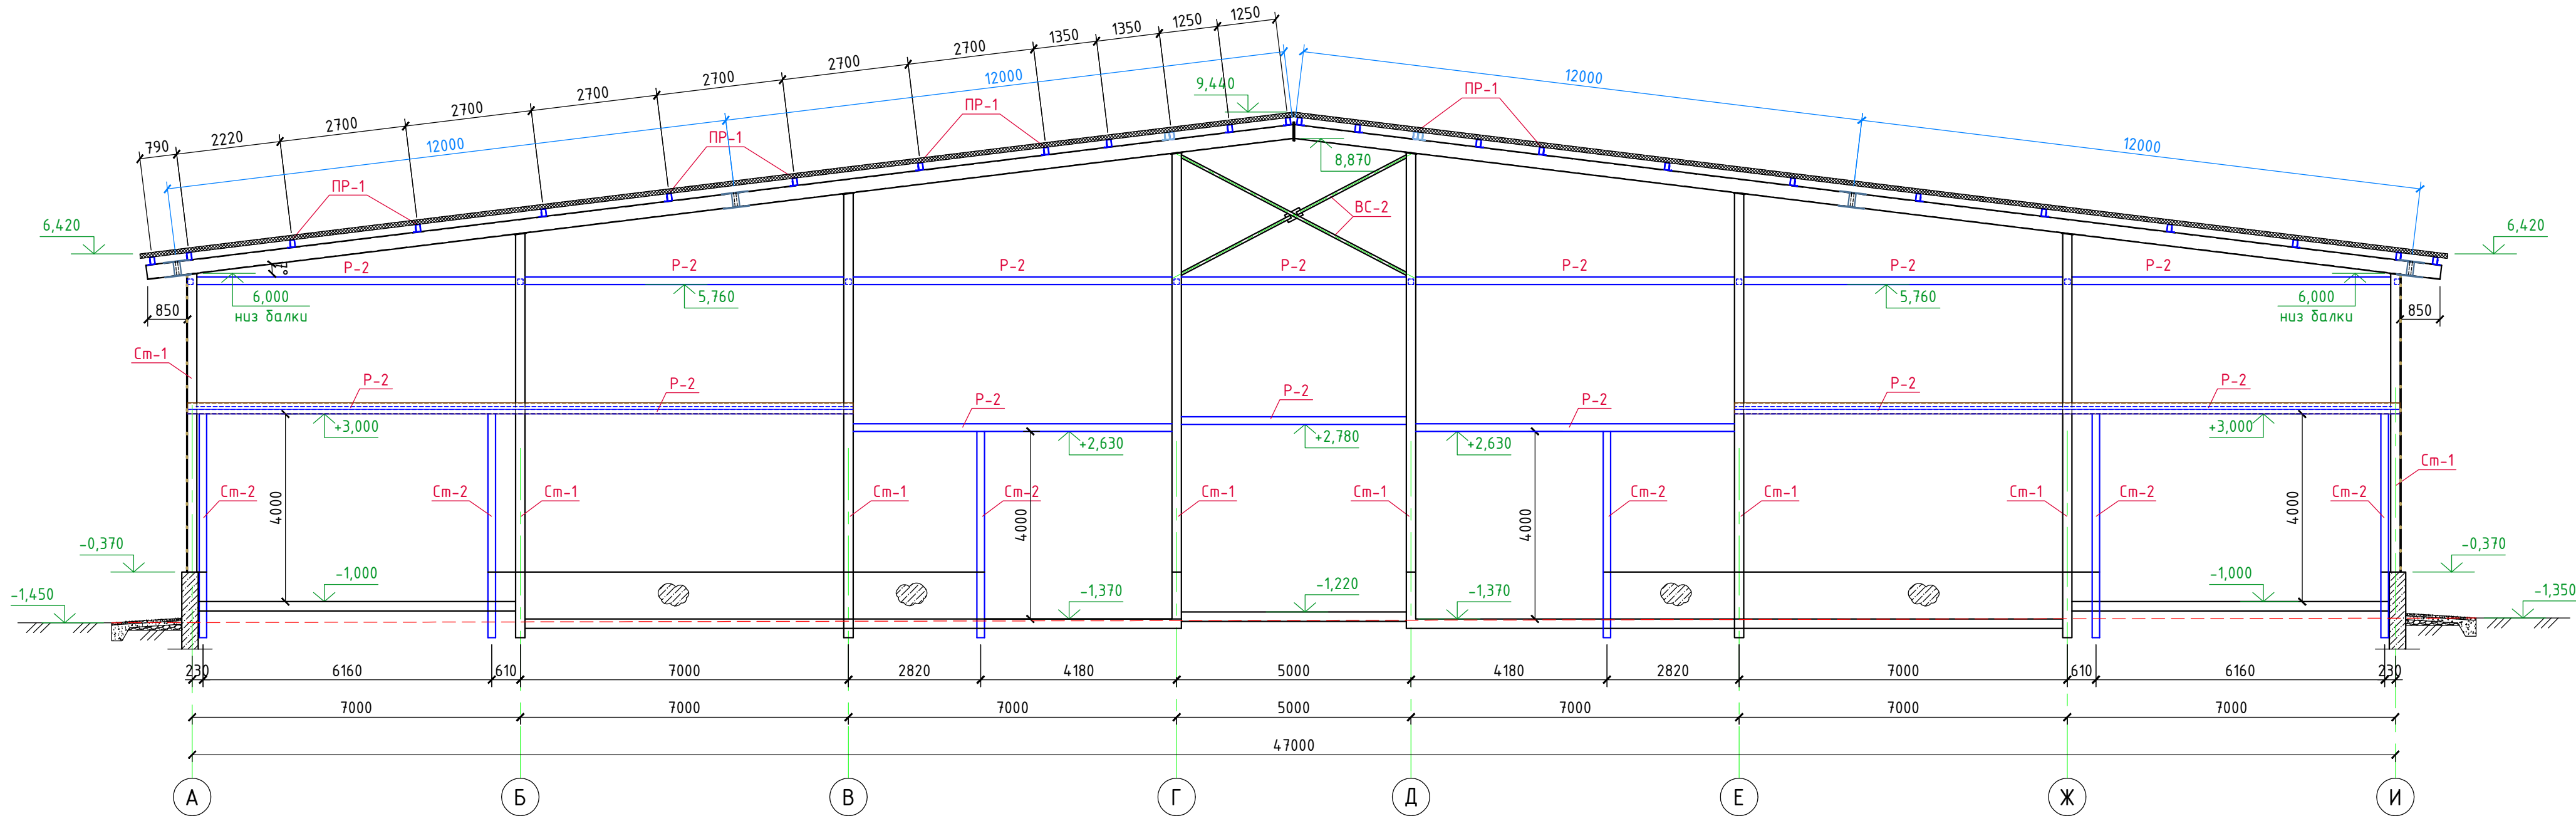 1250
1250
1350
1350
2700
2700
2700
2700
2700
2700
2220
790
12000
12000
12000
12000
9,440
8,870
ПР-1
ПР-1
ПР-1
ПР-1
ВС-2
6,420
6,420
7°
Р-2
Р-2
Р-2
Р-2
Р-2
Р-2
Р-2
6,000
низ балки
5,760
5,760
6,000
низ балки
850
850
Ст-1
Р-2
Р-2
Р-2
Р-2
Р-2
Р-2
Р-2
+3,000
+2,630
+2,780
+2,630
+3,000
Ст-1
4000
Ст-2
Ст-2
Ст-1
Ст-1
Ст-2
4000
Ст-1
Ст-1
4000
Ст-2
Ст-1
Ст-1
Ст-2
4000
Ст-2
-0,370
-0,370
-1,450
-1,000
-1,370
-1,220
-1,370
-1,000
-1,350
230
6160
610
7000
2820
4180
5000
4180
2820
7000
610
6160
230
7000
7000
7000
5000
7000
7000
7000
47000
А
Б
В
Г
Д
Е
Ж
И